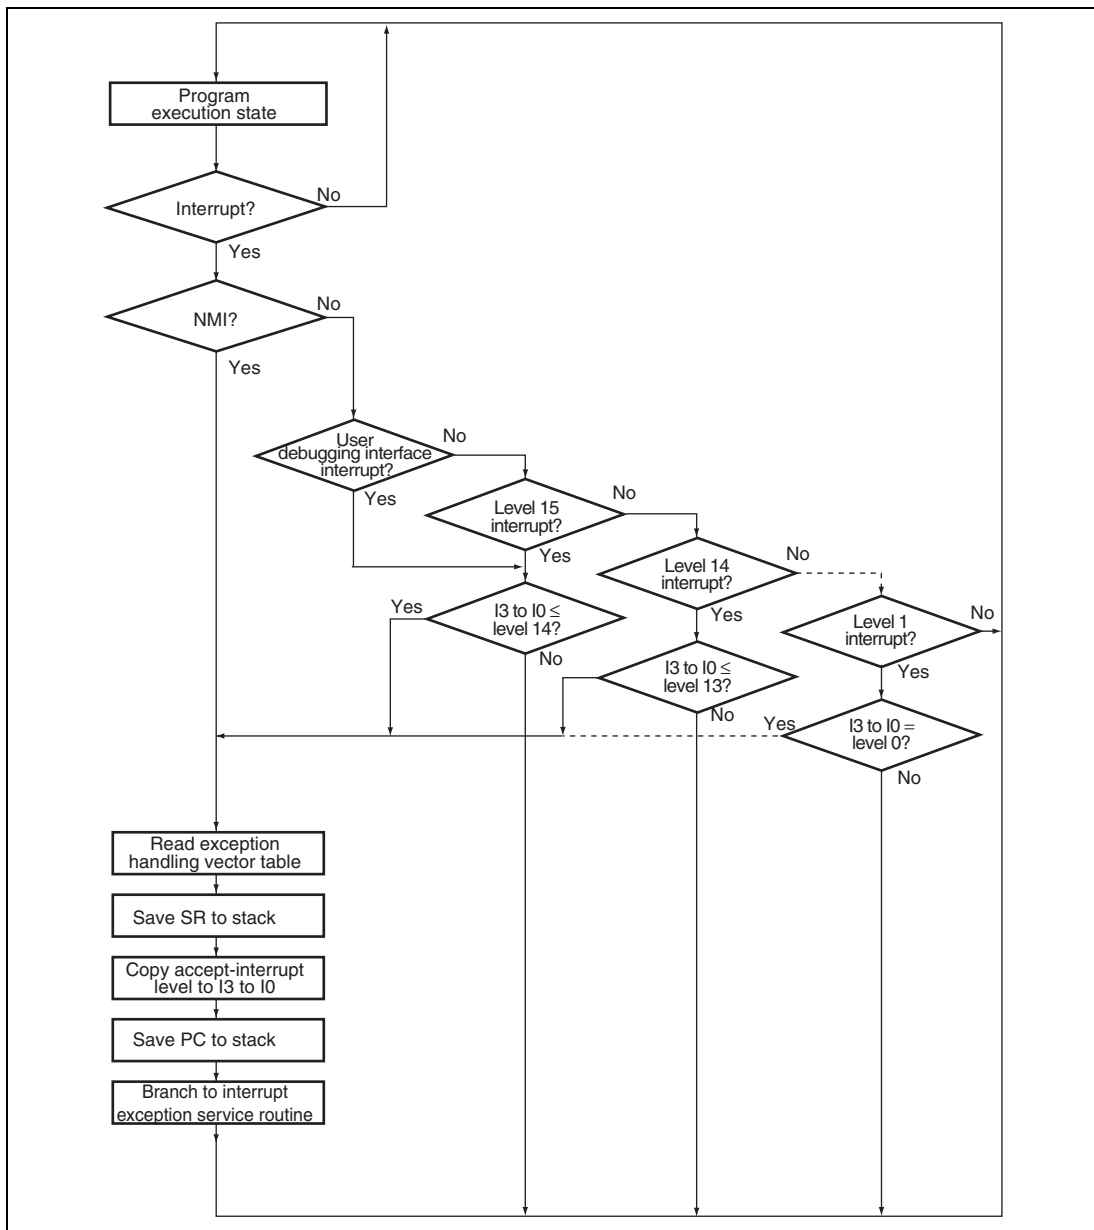 Program
execution state
No
Interrupt?
Yes
No
NMI?
Yes
No
User
debugging interface
interrupt?
Yes
No
Level 15
interrupt?
Yes
No
Level 14
interrupt?
Yes
No
Level 1
interrupt?
Yes
Yes
I3 to I0 ≤
level 14?
No
I3 to I0 ≤
level 13?
No
Yes
I3 to I0 =
level 0?
No
Read exception
handling vector table
Save SR to stack
Copy accept-interrupt
level to I3 to I0
Save PC to stack
Branch to interrupt
exception service routine